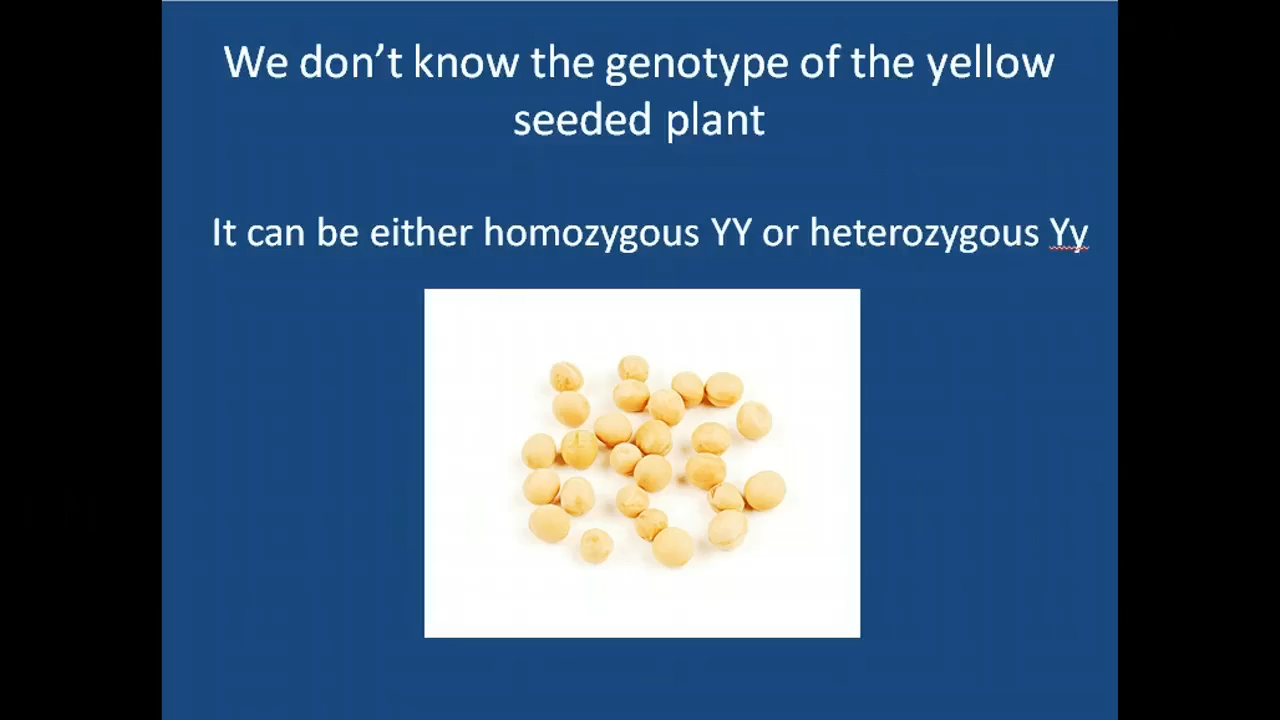 We don’t know the genotype of the yellow
seeded plant
It can be either homozygous YY or heterozygous Yy